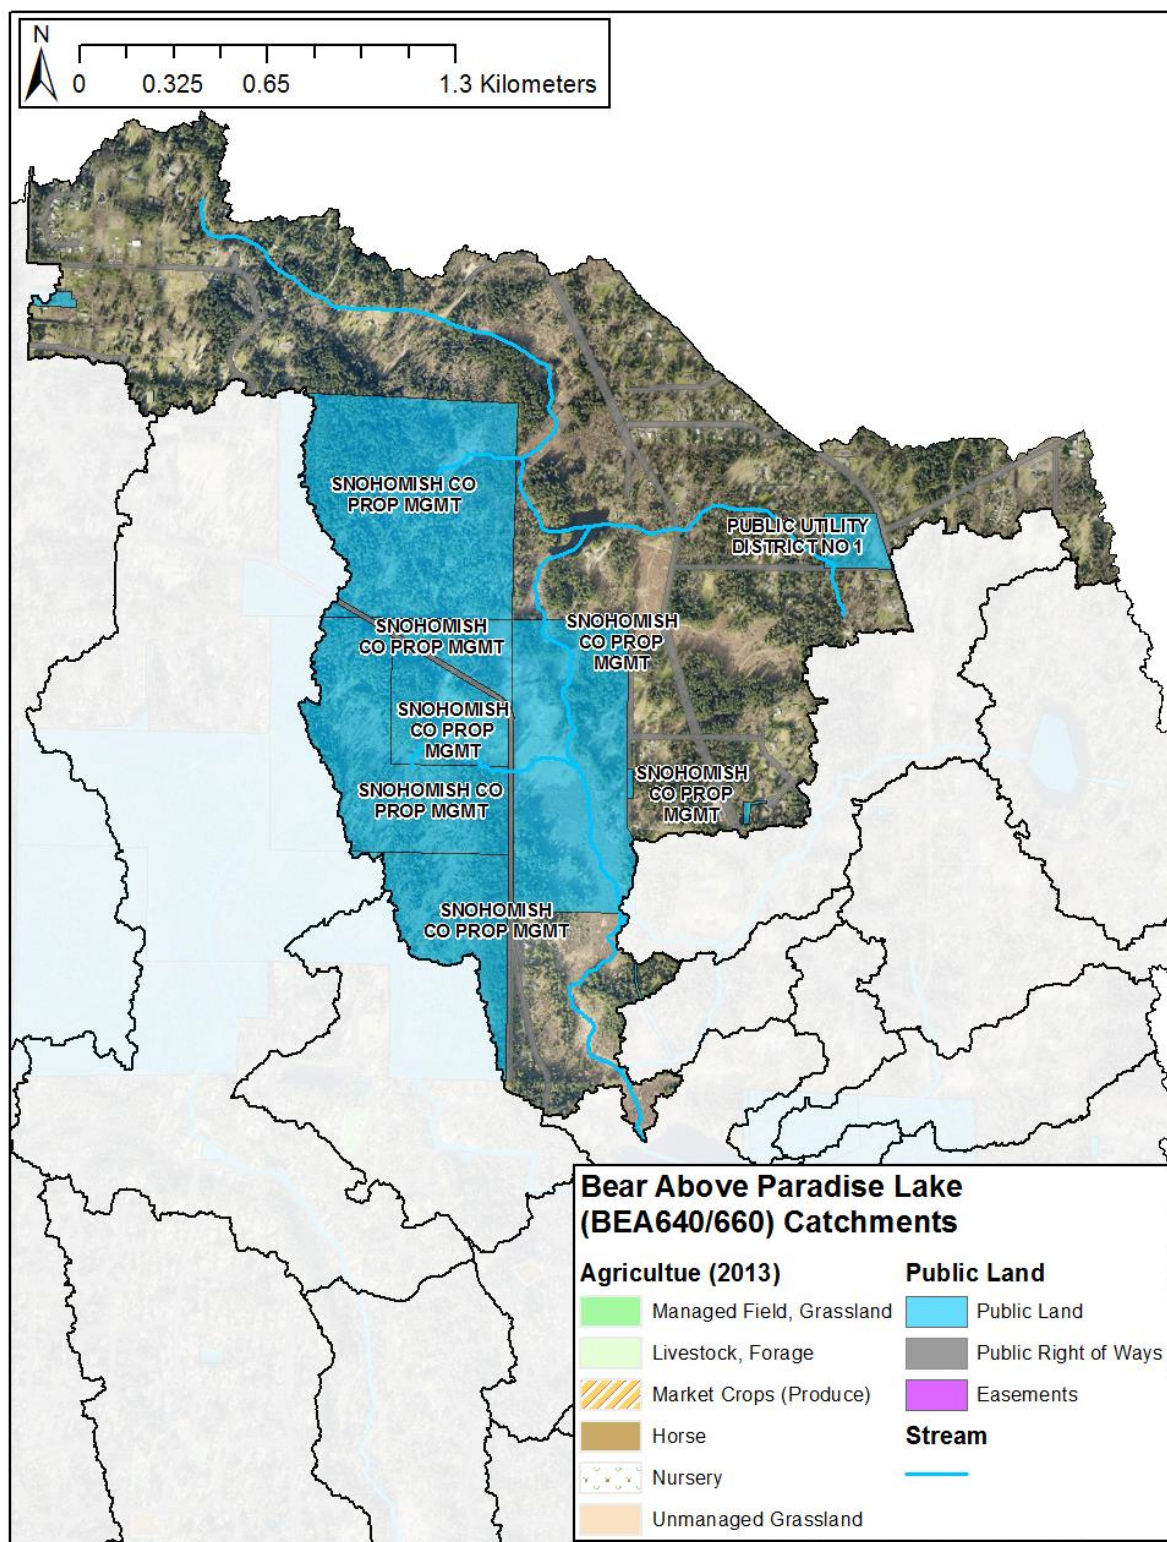 N
0 0.325 0.65 1.3 Kilometers
SNOHOMISH CO
PROP MGMT
PUBLIC UTILITY
DISTRICT NO 1
SNOHOMISH
CO PROP MGMT
SNOHOMISH
CO PROP
MGMT
SNOHOMISH
CO PROP
MGMT
SNOHOMISH CO
PROP MGMT
SNOHOMISH
CO PROP
MGMT
SNOHOMISH
CO PROP MGMT
Bear Above Paradise Lake
(BEA640/660) Catchments
Agricultue (2013)
Managed Field, Grassland
Livestock, Forage
Market Crops (Produce)
Horse
Nursery
Unmanaged Grassland
Public Land
Public Land
Public Right of Ways
Easements
Stream